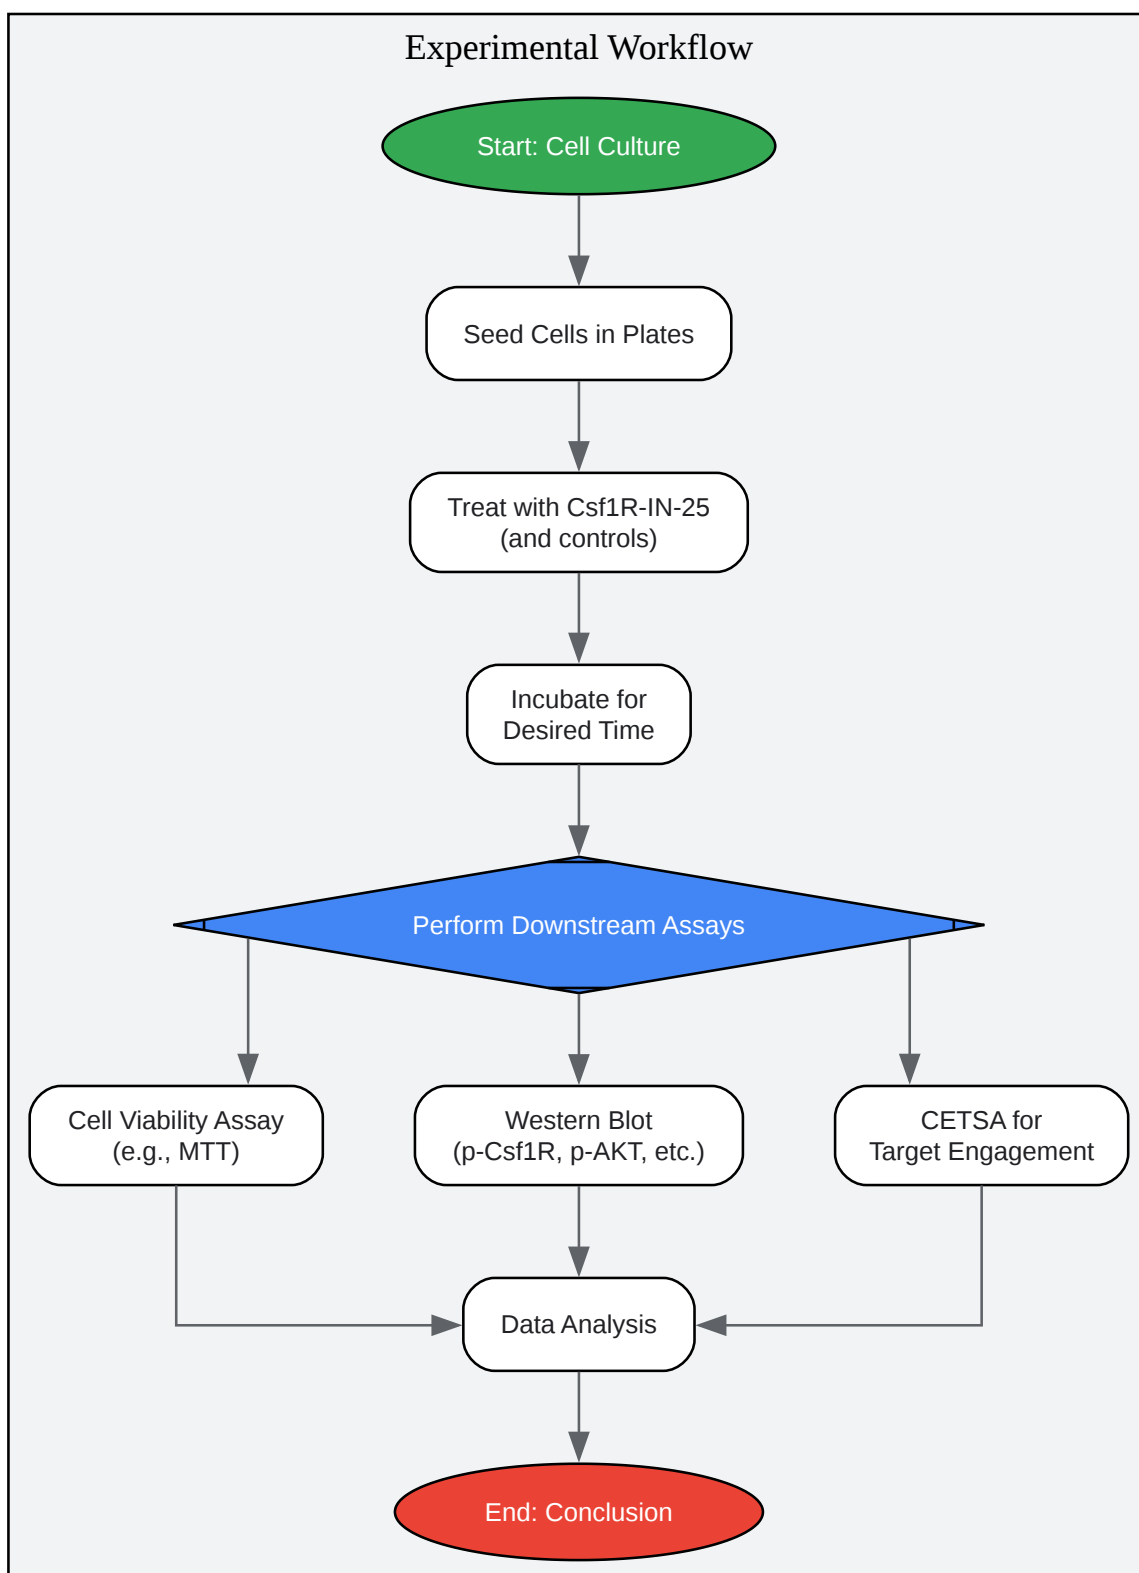 Experimental Workflow
Start: Cell Culture
Seed Cells in Plates
Treat with Csf1R-IN-25
(and controls)
Incubate for
Desired Time
Perform Downstream Assays
Cell Viability Assay
(e.g., MTT)
Western Blot
(p-Csf1R, p-AKT, etc.)
CETSA for
Target Engagement
Data Analysis
End: Conclusion